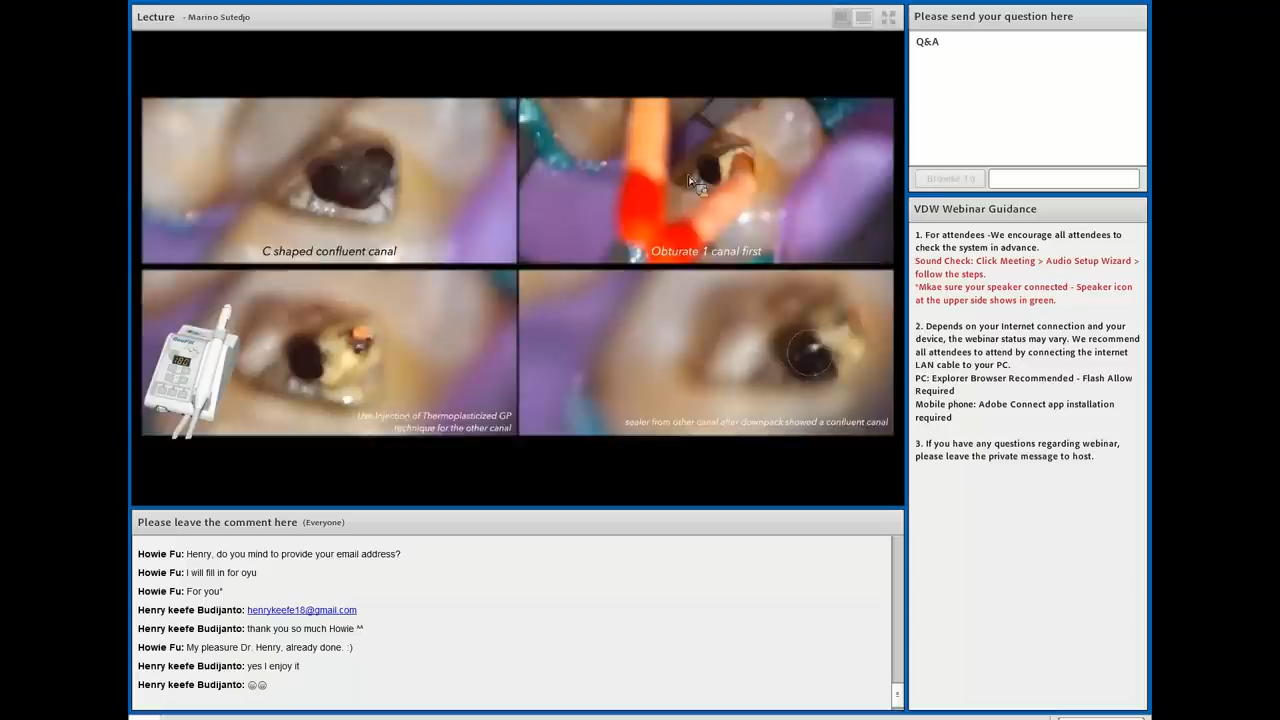 Lecture - Marino Sutedjo
C shaped confluent canal
Obturate 1 canal first
Use Injection of Thermoplasticized GP
technique for the other canal
sealer from other canal after downpack showed a confluent canal
Please leave the comment here (Everyone)
Howie Fu: Henry, do you mind to provide your email address?
Howie Fu: I will fill in for oyu
Howie Fu: For you*
Henry keefe Budijanto: henrykeefe18@gmail.com
Henry keefe Budijanto: thank you so much Howie ^^
Howie Fu: My pleasure Dr. Henry, already done. :)
Henry keefe Budijanto: yes I enjoy it
Henry keefe Budijanto: 😄😄
Please send your question here
Q&A
VDW Webinar Guidance
1. For attendees -We encourage all attendees to
check the system in advance.
Sound Check: Click Meeting > Audio Setup Wizard >
follow the steps.
*Mkae sure your speaker connected - Speaker icon
at the upper side shows in green.
2. Depends on your Internet connection and your
device, the webinar status may vary. We recommend
all attendees to attend by connecting the internet
LAN cable to your PC.
PC: Explorer Browser Recommended - Flash Allow
Required
Mobile phone: Adobe Connect app installation
required
3. If you have any questions regarding webinar,
please leave the private message to host.